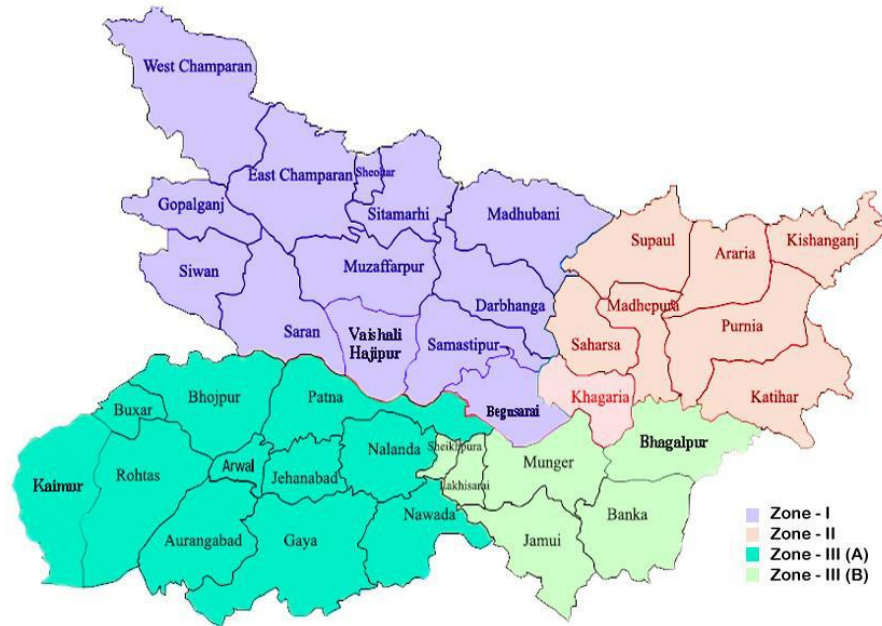 West Champaran
East Champaran
Sheohar
Gopalganj
Sitamarhi
Madhubani
Supaul
Araria
Kishanganj
Siwan
Muzaffarpur
Darbhanga
Madhepura
Purnia
Saran
Vaishali
Hajipur
Samastipur
Saharsa
Khagaria
Katihar
Begusarai
Bhojpur
Patna
Buxar
Bhagalpur
Nalanda
Sheikhpura
Munger
Kaimur
Rohtas
Arwal
Jehanabad
Lakhisarai
Nawada
Banka
Aurangabad
Gaya
Jamui
Zone - I
Zone - II
Zone - III (A)
Zone - III (B)